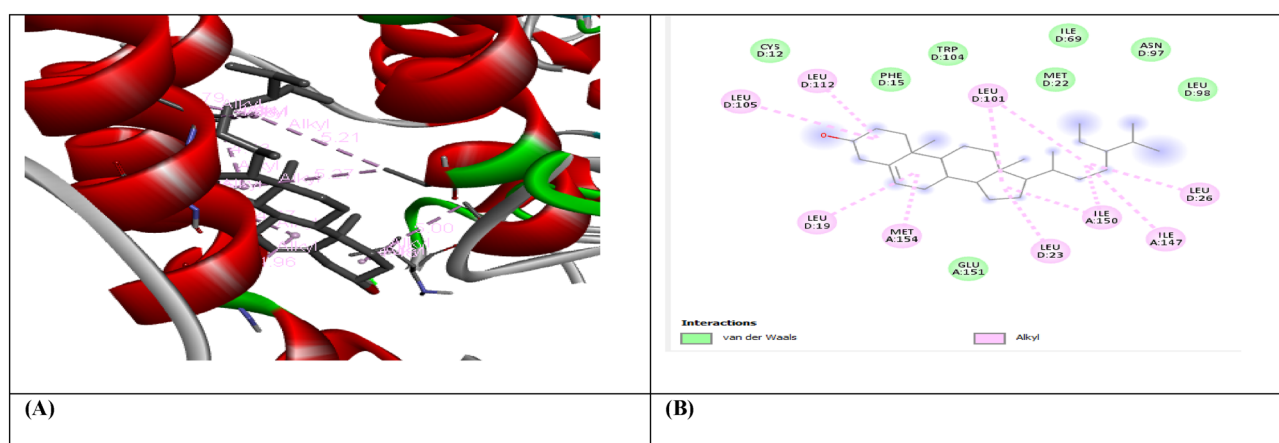 Alkyl
Alkyl
5.21
Alkyl
CYS
D:12
LEU
D:112
PHE
D:15
TRP
D:104
ILE
D:69
MET
D:22
ASN
D:97
LEU
D:98
LEU
D:105
LEU
D:101
LEU
D:19
MET
A:154
GLU
A:151
LEU
D:23
ILE
A:150
ILE
A:147
LEU
D:26
Interactions
van der Waals
Alkyl
(A)
(B)